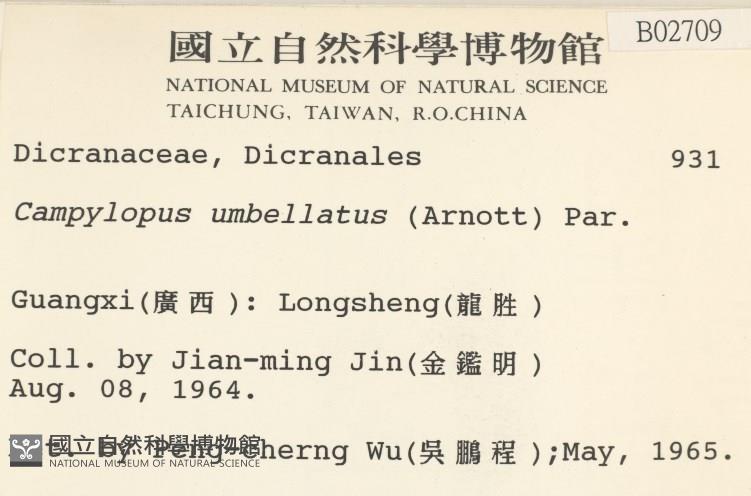 國立自然科學博物館 B02709
NATIONAL MUSEUM OF NATURAL SCIENCE
TAICHUNG, TAIWAN, R.O.CHINA
Dicranaceae, Dicranales 931
Campylopus umbellatus (Arnott) Par.
Guangxi(廣西): Longsheng(龍胜)
Coll. by Jian-ming Jin(金鑑明)
Aug. 08, 1964.
by Peng-cherng Wu(吳鵬程);May, 1965.
國立自然科學博物館
NATIONAL MUSEUM OF NATURAL SCIENCE